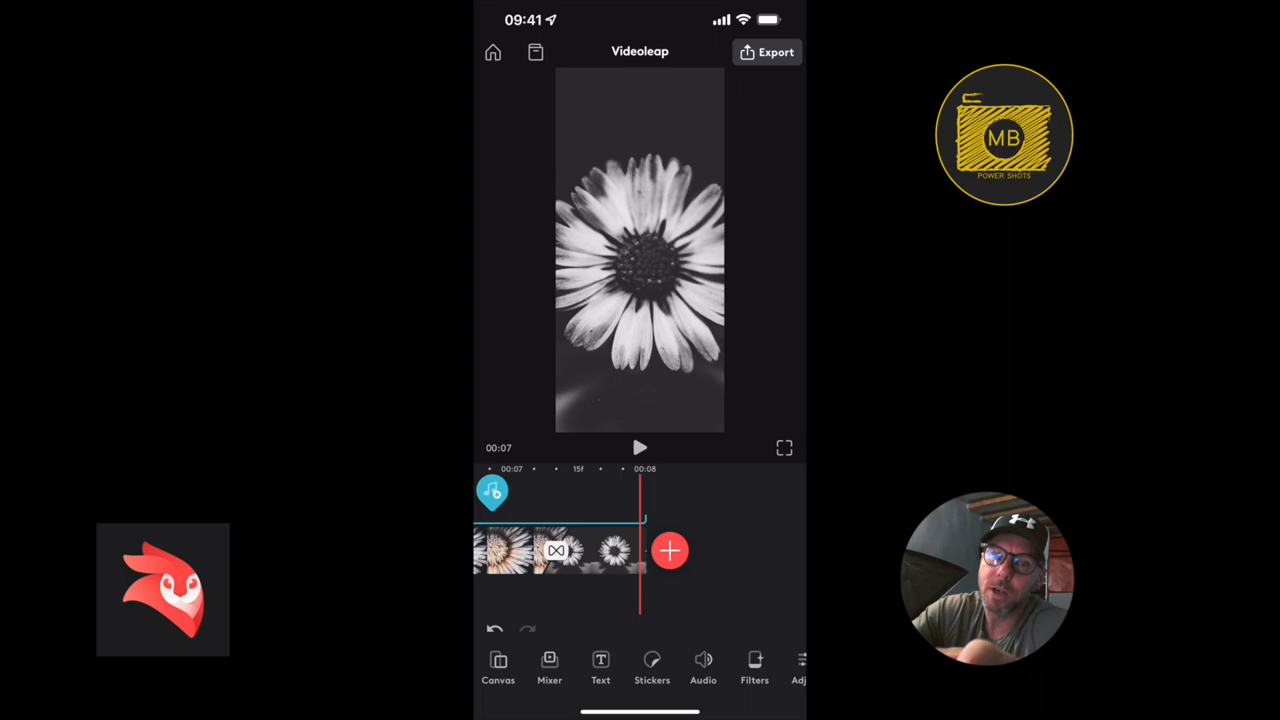 09:41
Videoleap
Export
MB
POWER SHOTS
00:07
00:07
15f
00:08
Canvas
Mixer
Text
Stickers
Audio
Filters
Adj